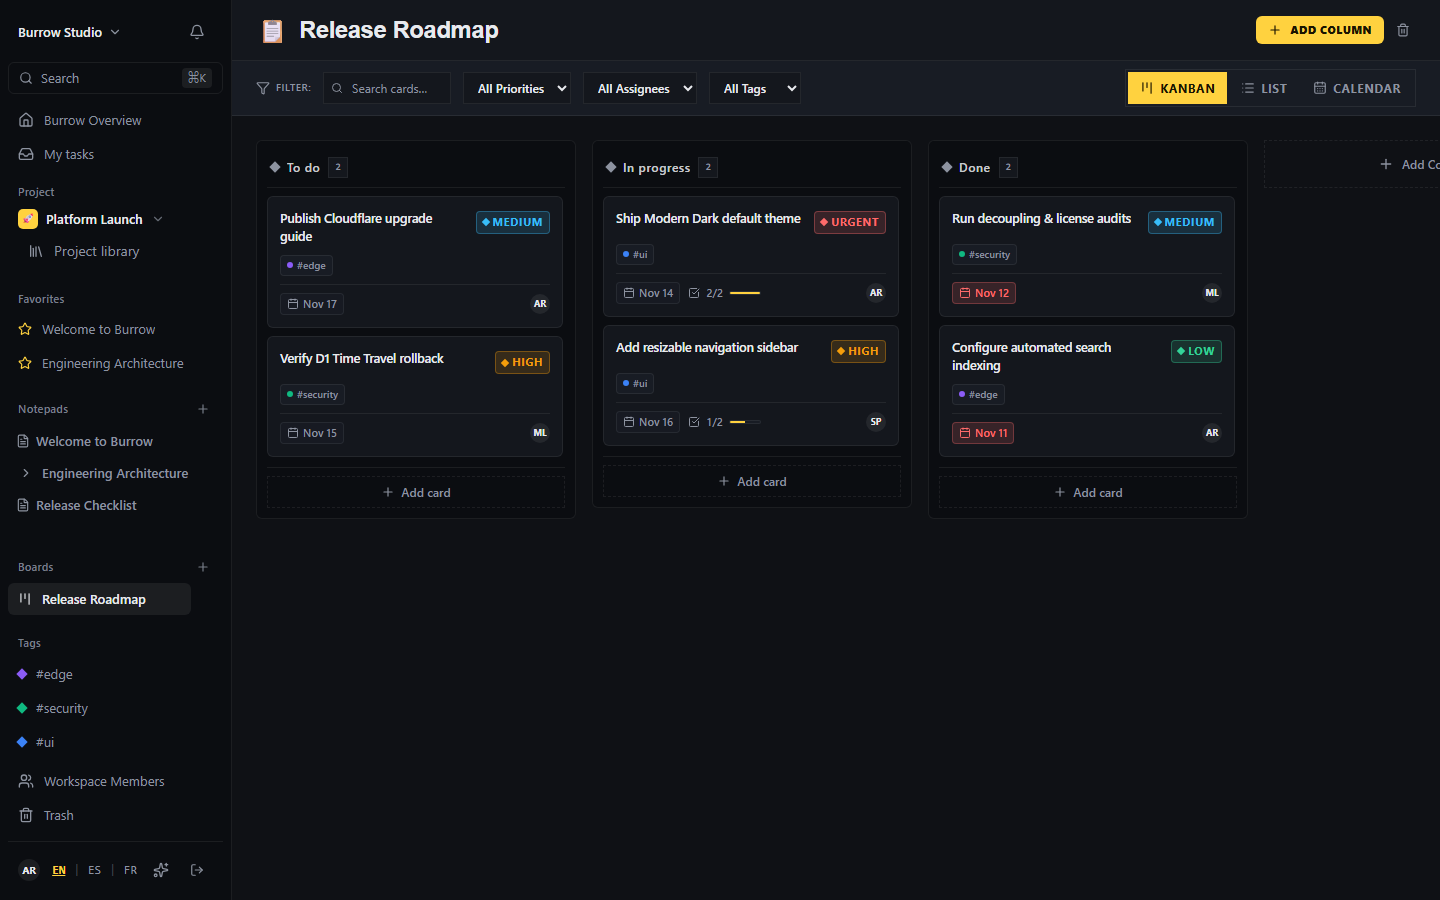 Burrow Studio
Search ⌘K
Burrow Overview
My tasks
Project
Platform Launch
Project library
Favorites
Welcome to Burrow
Engineering Architecture
Notepads
Welcome to Burrow
Engineering Architecture
Release Checklist
Boards
Release Roadmap
Tags
#edge
#security
#ui
Workspace Members
Trash
AR EN | ES | FR
Release Roadmap
ADD COLUMN
FILTER: Search cards... All Priorities All Assignees All Tags
KANBAN LIST CALENDAR
To do 2
Publish Cloudflare upgrade guide
MEDIUM
#edge
Nov 17 AR
Verify D1 Time Travel rollback
HIGH
#security
Nov 15 ML
Add card
In progress 2
Ship Modern Dark default theme
URGENT
#ui
Nov 14 2/2 AR
Add resizable navigation sidebar
HIGH
#ui
Nov 16 1/2 SP
Add card
Done 2
Run decoupling & license audits
MEDIUM
#security
Nov 12 ML
Configure automated search indexing
LOW
#edge
Nov 11 AR
Add card
Add Co